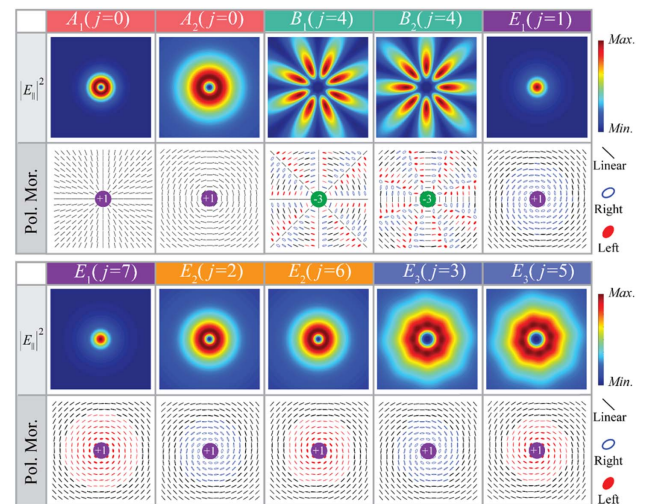 A₁(j=0) A₂(j=0) B₁(j=4) B₂(j=4) E₁(j=1)
|E∥|² Max. Min.
Pol. Mor. +1 +1 -3 -3 +1
Linear
Right
Left
E₁(j=7) E₂(j=2) E₂(j=6) E₃(j=3) E₃(j=5)
|E∥|² Max. Min.
Pol. Mor. +1 +1 +1 +1 +1
Linear
Right
Left